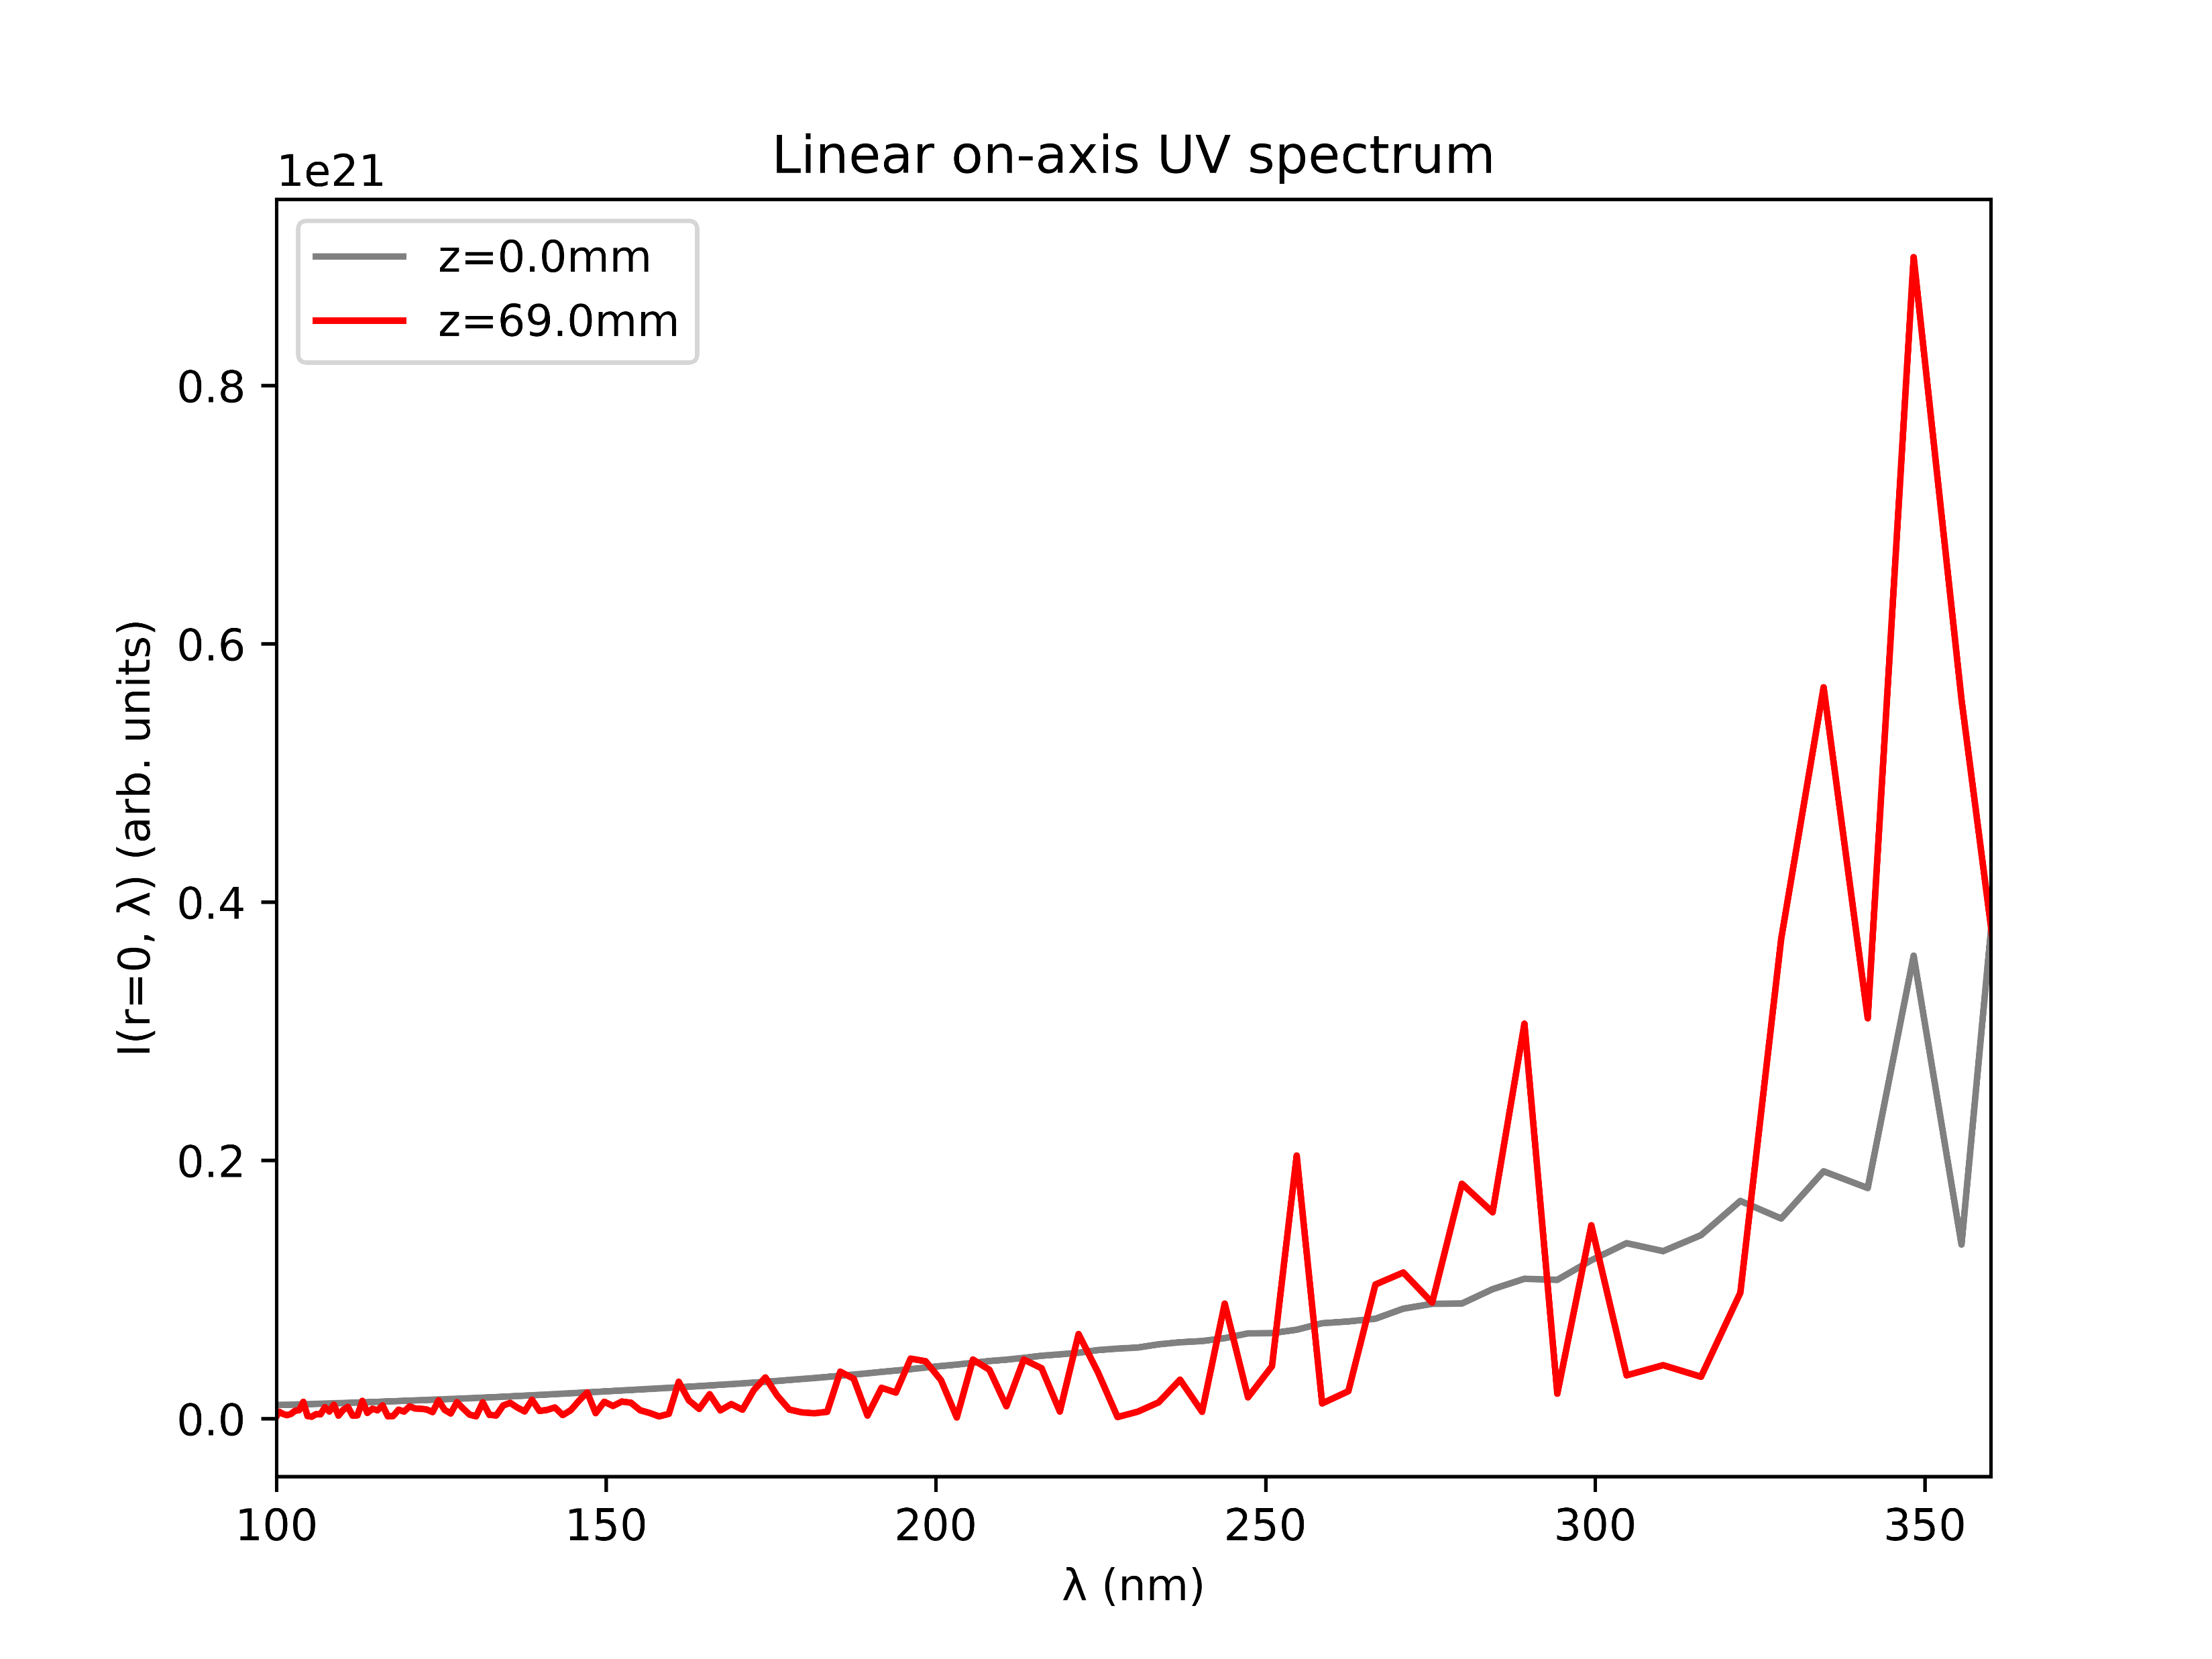 Linear on-axis UV spectrum
1e21
z=0.0mm
z=69.0mm
I(r=0, λ) (arb. units)
0.8
0.6
0.4
0.2
0.0
100 150 200 250 300 350
λ (nm)